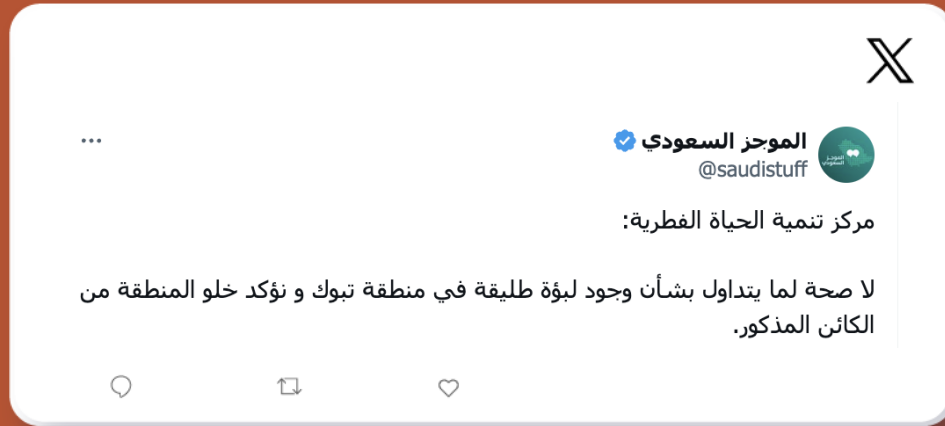 الموجز السعودي
@saudistuff
مركز تنمية الحياة الفطرية:
لا صحة لما يتداول بشأن وجود لبؤة طليقة في منطقة تبوك و نؤكد خلو المنطقة من
الكائن المذكور.